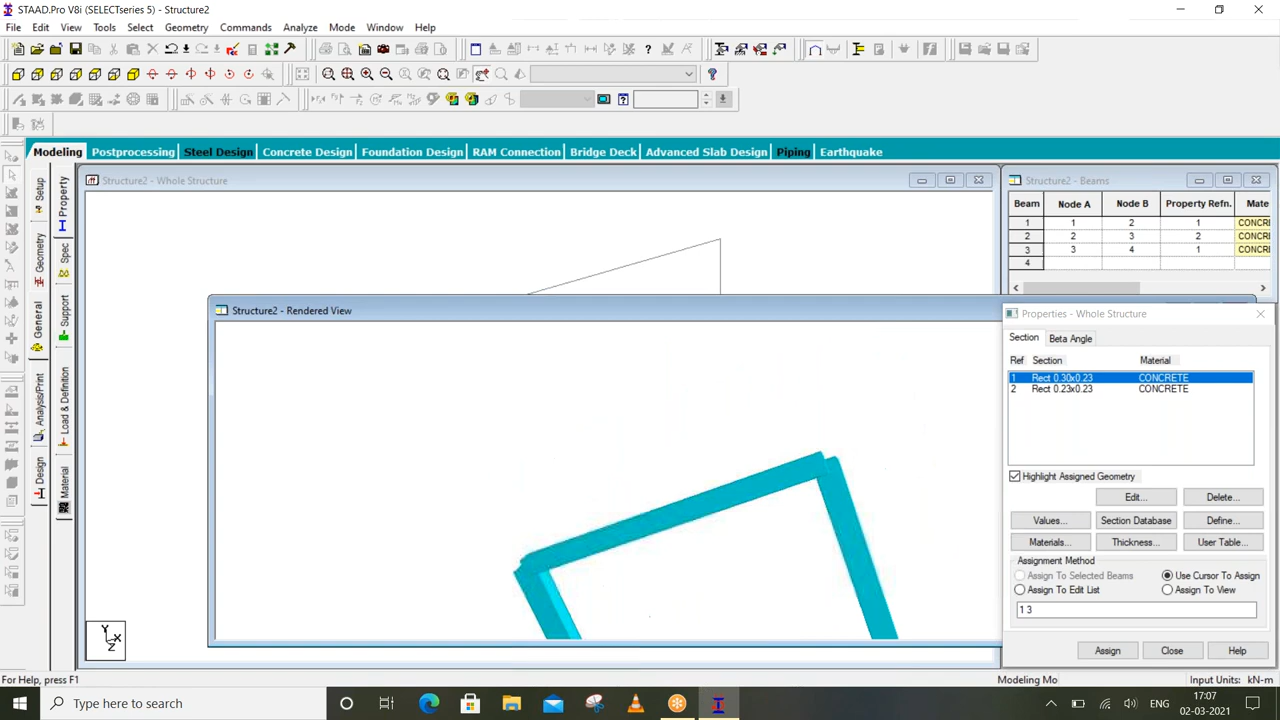 STAAD.Pro V8i (SELECTseries 5) - Structure2
File Edit View Tools Select Geometry Commands Analyze Mode Window Help
Modeling Postprocessing Steel Design Concrete Design Foundation Design RAM Connection Bridge Deck Advanced Slab Design Piping Earthquake
Structure2 - Whole Structure
Structure2 - Beams
Beam Node A Node B Property Refn. Mate
1 1 2 1 CONCRE
2 2 3 2 CONCRE
3 3 4 1 CONCRE
4
Setup
Geometry
General
Analysis/Print
Design
Property
Spec
Support
Load & Definition
Material
Structure2 - Rendered View
Properties - Whole Structure
Section Beta Angle
Ref Section Material
1 Rect 0.30x0.23 CONCRETE
2 Rect 0.23x0.23 CONCRETE
Highlight Assigned Geometry
Edit... Delete...
Values... Section Database Define...
Materials... Thickness... User Table...
Assignment Method
Assign To Selected Beams Use Cursor To Assign
Assign To Edit List Assign To View
1 3
Assign Close Help
Y
X
Z
For Help, press F1 Modeling Mo Input Units: kN-m
Type here to search
ENG
17:07
02-03-2021